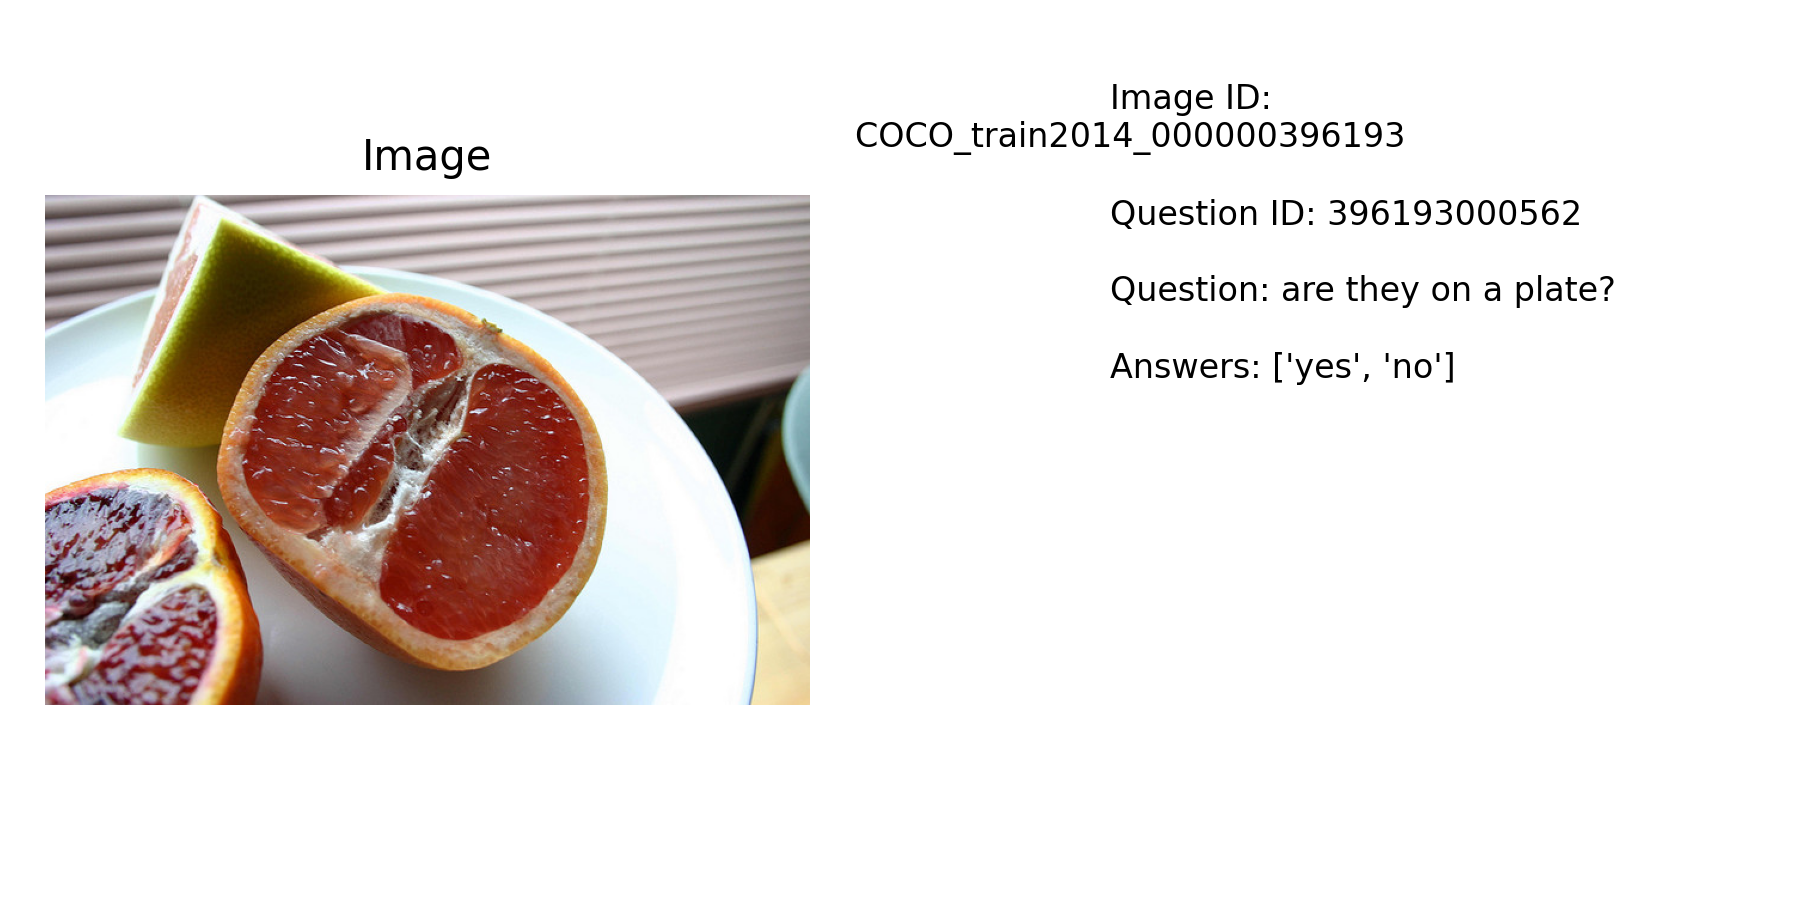 Image
Image ID:
COCO_train2014_000000396193
Question ID: 396193000562
Question: are they on a plate?
Answers: ['yes', 'no']